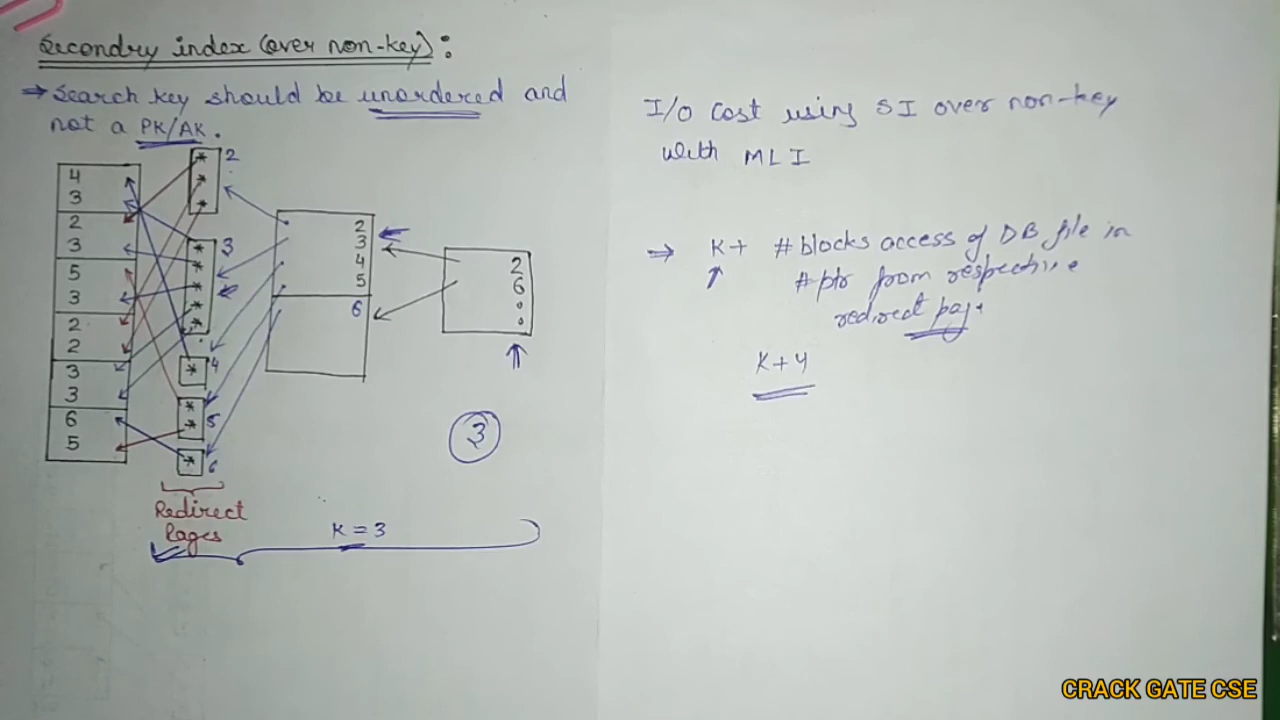 Secondry index (over non-key):
→ Search key should be unordered and
not a PK/AK.
4
3
2
3
5
3
2
2
3
3
6
5
* 2
*
*
* 3
*
*
*
*
* 4
*
* 5
* 6
2
3
4
5
6
2
6
o
o
3
Redirect
Pages
K = 3
I/O Cost using SI over non-key
with MLI
→ K + # blocks access of DB file in
# ptr from respective
redirect page
K + 4
CRACK GATE CSE